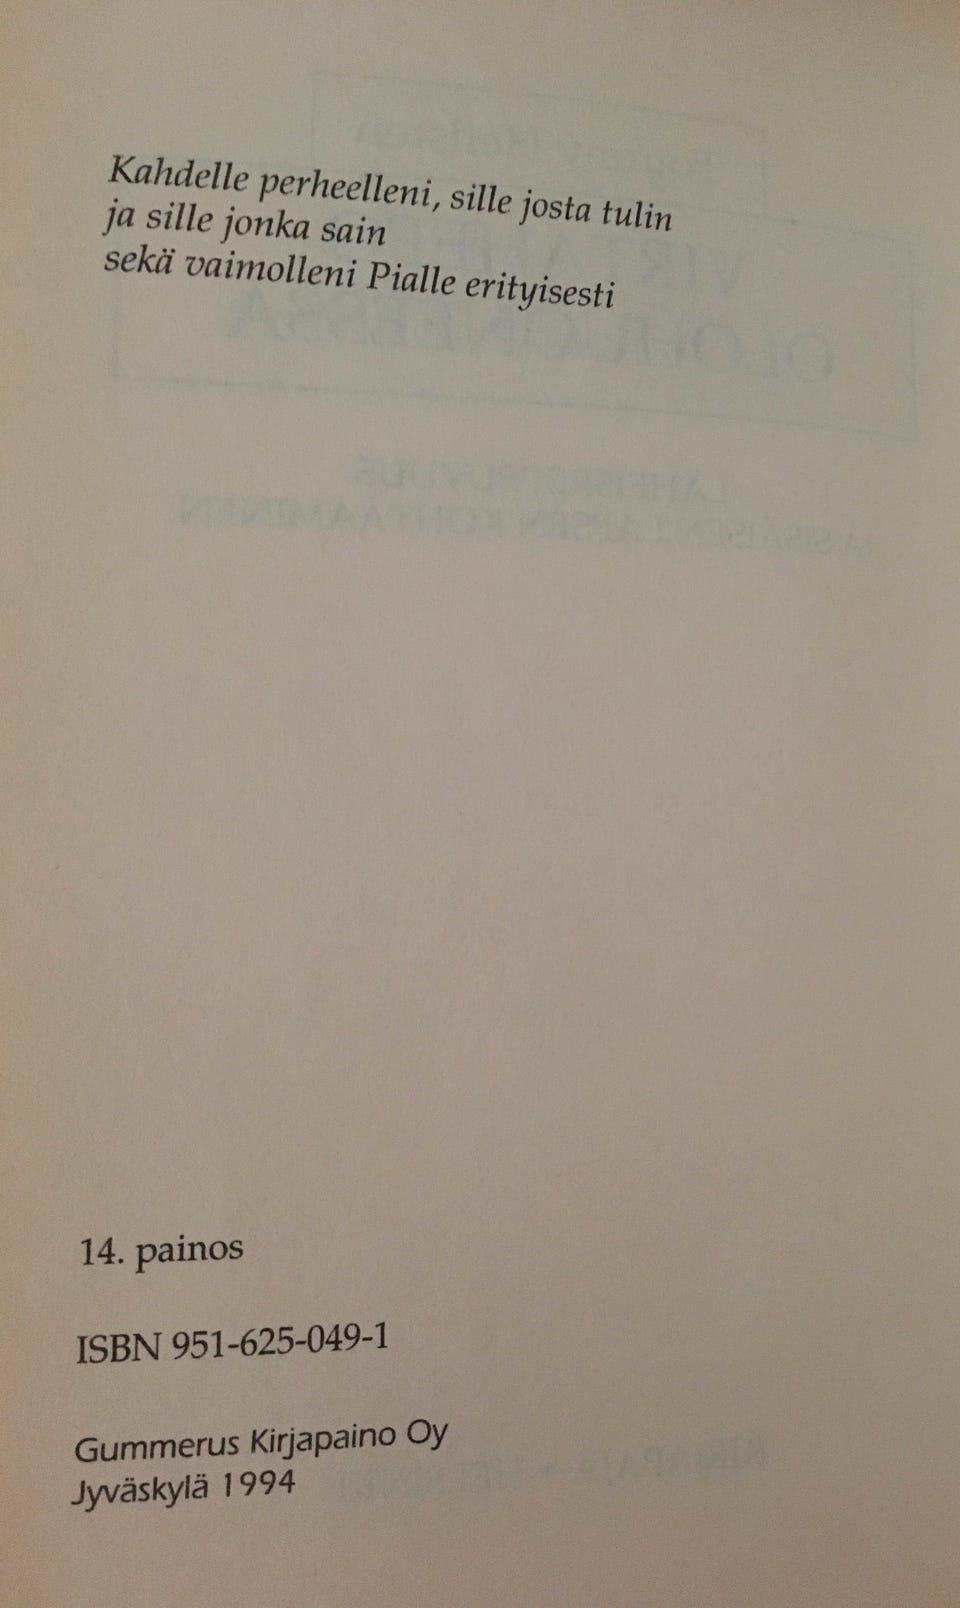 Kahdelle perheelleni, sille josta tulin
ja sille jonka sain
sekä vaimolleni Pialle erityisesti
14. painos
ISBN 951-625-049-1
Gummerus Kirjapaino Oy
Jyväskylä 1994